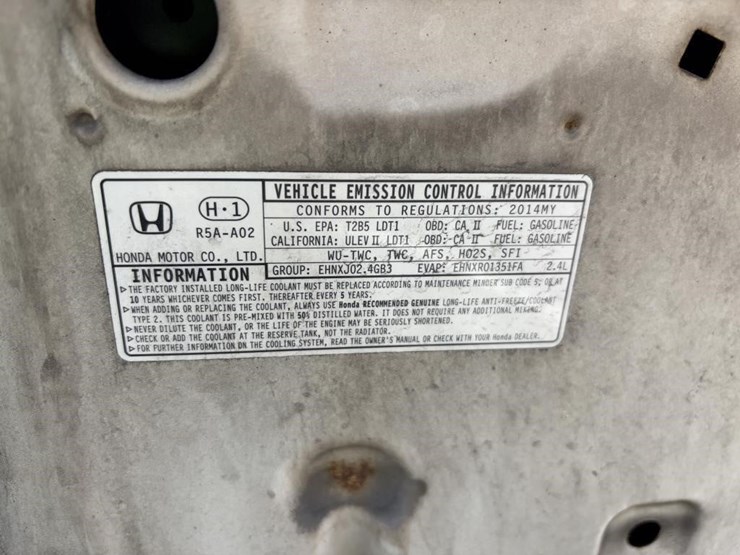 H·1
R5A-A02
HONDA MOTOR CO., LTD.
VEHICLE EMISSION CONTROL INFORMATION
CONFORMS TO REGULATIONS: 2014MY
U.S. EPA: T2B5 LDT1 OBD: CA II FUEL: GASOLINE
CALIFORNIA: ULEV II LDT1 OBD: CA II FUEL: GASOLINE
WU-TWC, TWC, AFS, HO2S, SFI
GROUP: EHNXJ02.4GB3 EVAP: EHNXR0135IFA 2.4L
INFORMATION
▷THE FACTORY INSTALLED LONG-LIFE COOLANT MUST BE REPLACED ACCORDING TO MAINTENANCE MINDER SUB CODE 5, OR AT
10 YEARS WHICHEVER COMES FIRST. THEREAFTER EVERY 5 YEARS.
▷WHEN ADDING OR REPLACING THE COOLANT, ALWAYS USE Honda RECOMMENDED GENUINE LONG-LIFE ANTI-FREEZE/COOLANT
TYPE 2. THIS COOLANT IS PRE-MIXED WITH 50% DISTILLED WATER. IT DOES NOT REQUIRE ANY ADDITIONAL MIXING.
▷NEVER DILUTE THE COOLANT, OR THE LIFE OF THE ENGINE MAY BE SERIOUSLY SHORTENED.
▷CHECK OR ADD THE COOLANT AT THE RESERVE TANK, NOT THE RADIATOR.
▷FOR FURTHER INFORMATION ON THE COOLING SYSTEM, READ THE OWNER'S MANUAL OR CHECK WITH YOUR Honda DEALER.